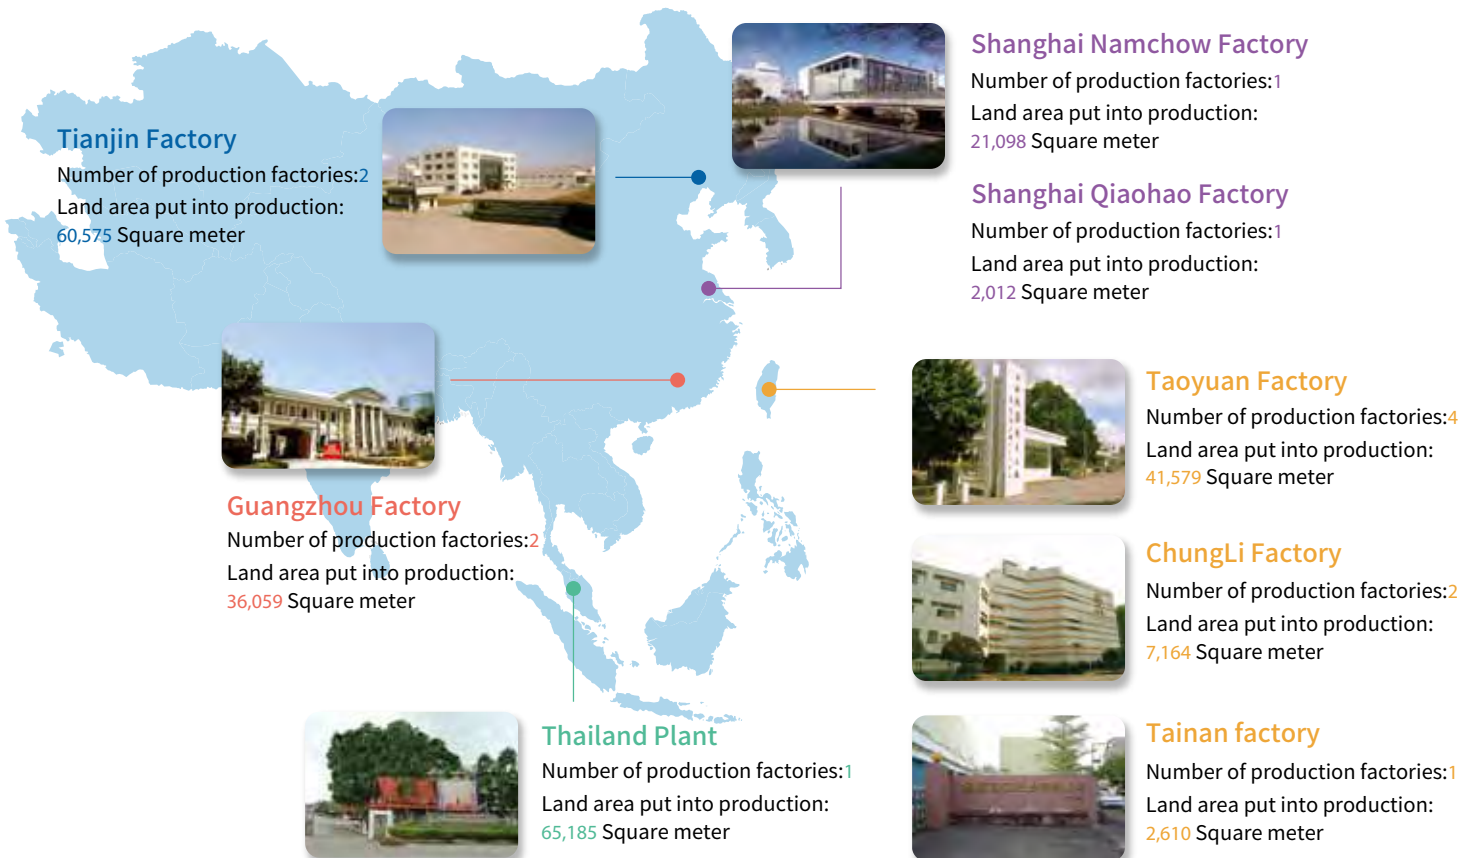 Shanghai Namchow Factory
Number of production factories:1
Land area put into production:
21,098 Square meter
Tianjin Factory
Number of production factories:2
Land area put into production:
60,575 Square meter
Shanghai Qiaohao Factory
Number of production factories:1
Land area put into production:
2,012 Square meter
Taoyuan Factory
Number of production factories:4
Land area put into production:
41,579 Square meter
Guangzhou Factory
Number of production factories:2
Land area put into production:
36,059 Square meter
ChungLi Factory
Number of production factories:2
Land area put into production:
7,164 Square meter
Thailand Plant
Number of production factories:1
Land area put into production:
65,185 Square meter
Tainan factory
Number of production factories:1
Land area put into production:
2,610 Square meter